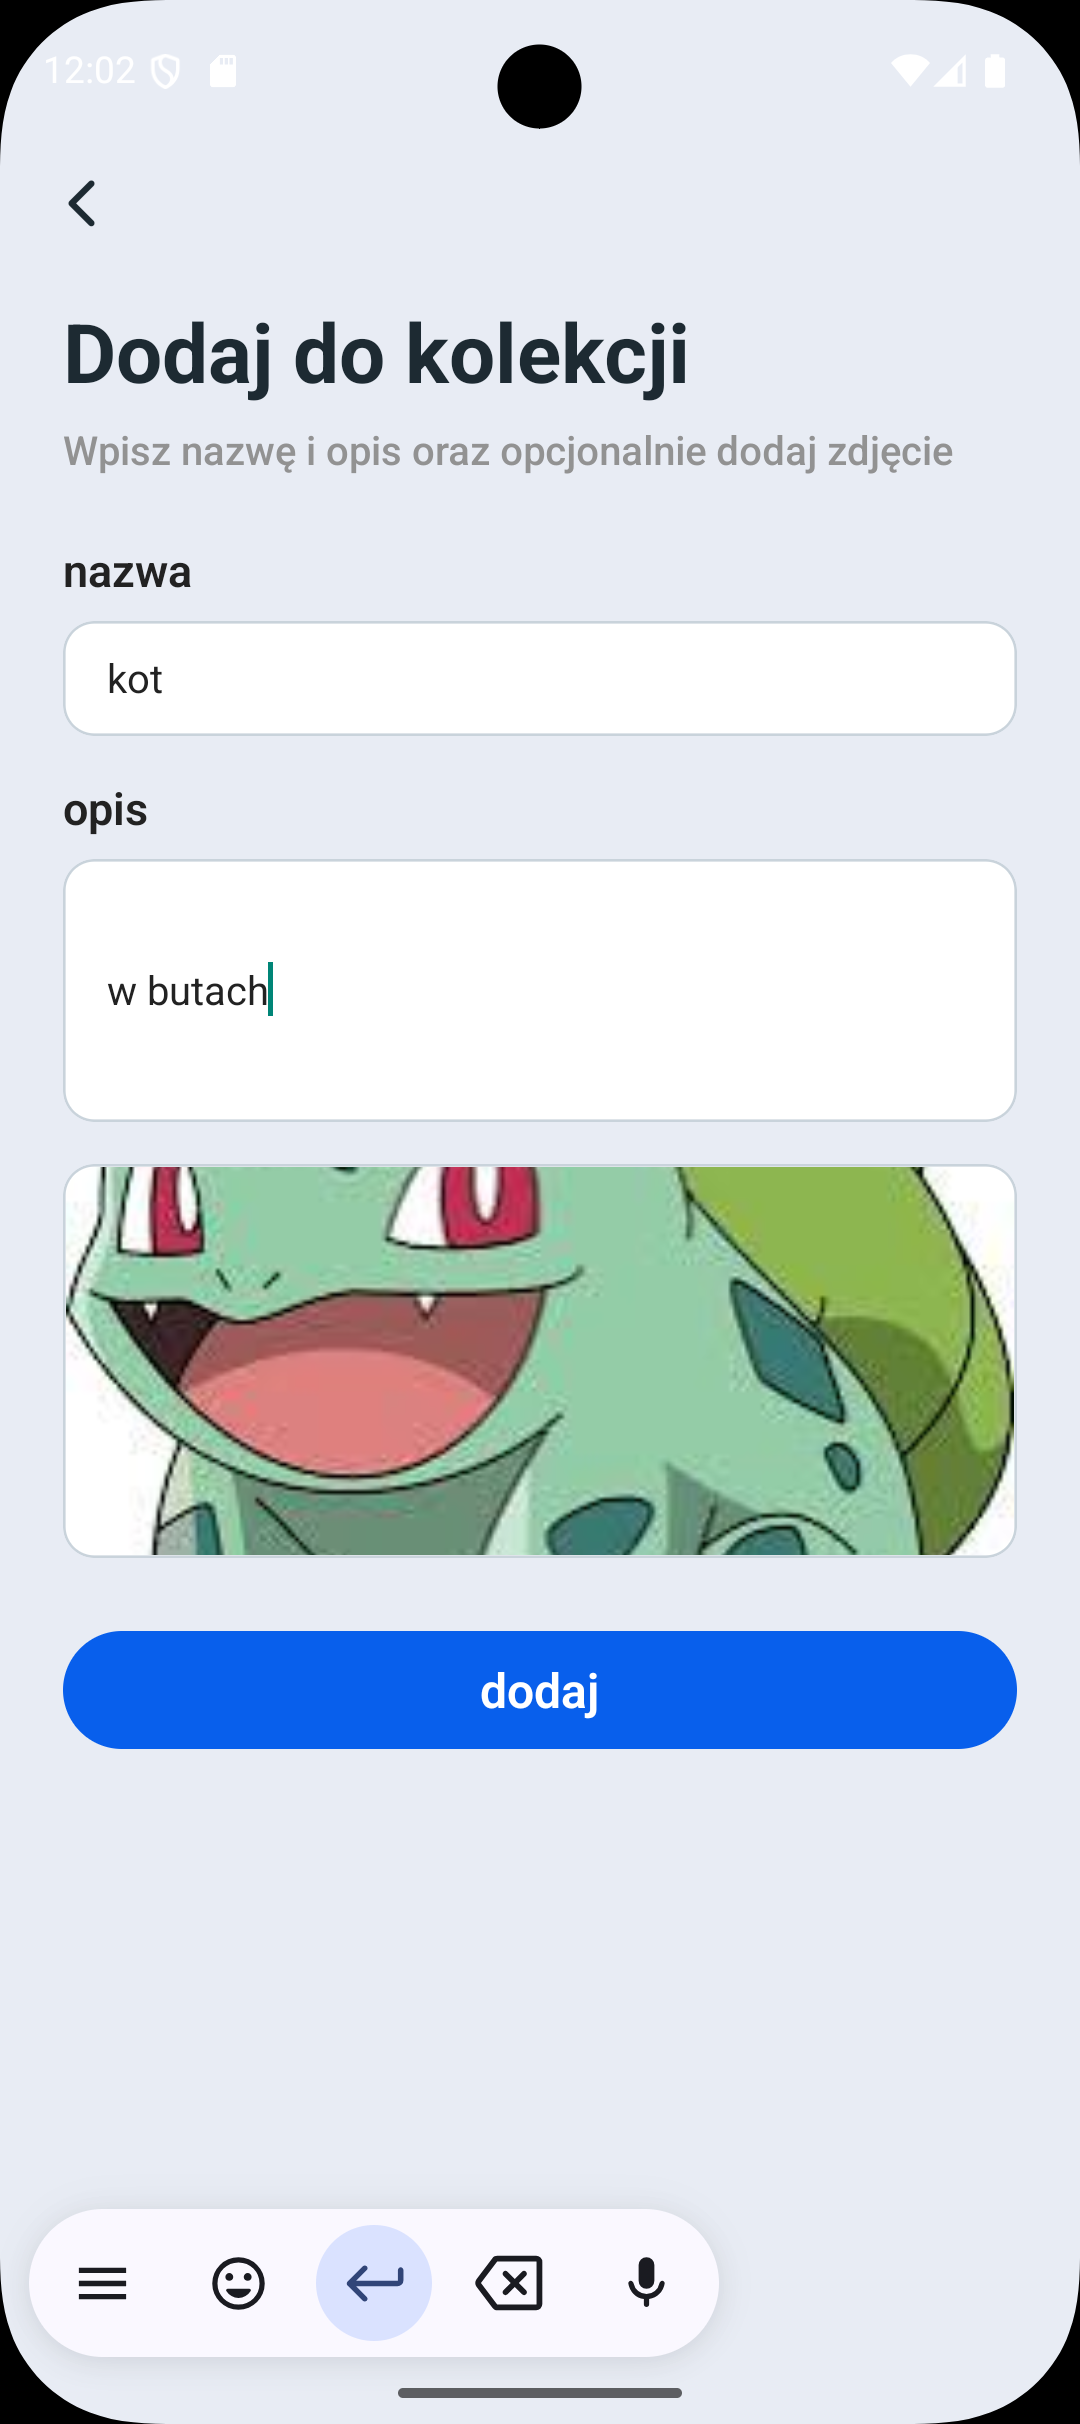 12:02
Dodaj do kolekcji
Wpisz nazwę i opis oraz opcjonalnie dodaj zdjęcie
nazwa
kot
opis
w butach
dodaj